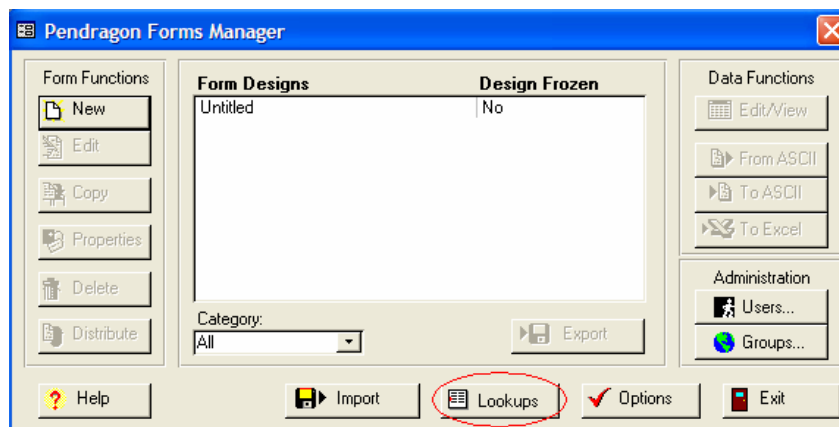 Pendragon Forms Manager
Form Functions
New
Edit
Copy
Properties
Delete
Distribute
Form Designs Design Frozen
Untitled No
Category:
All
Export
Data Functions
Edit/View
From ASCII
To ASCII
To Excel
Administration
Users...
Groups...
Help
Import
Lookups
Options
Exit